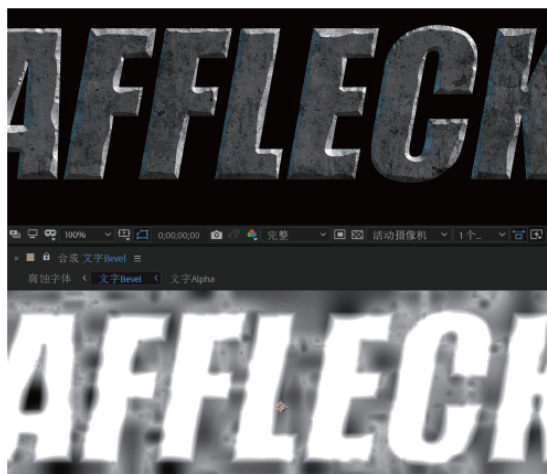 AFFLECK
100% 0;00;00;00 完整 活动摄像机 1个...
× 合成 文字Bevel ≡
腐蚀字体 < 文字Bevel < 文字Alpha
AFFLECK